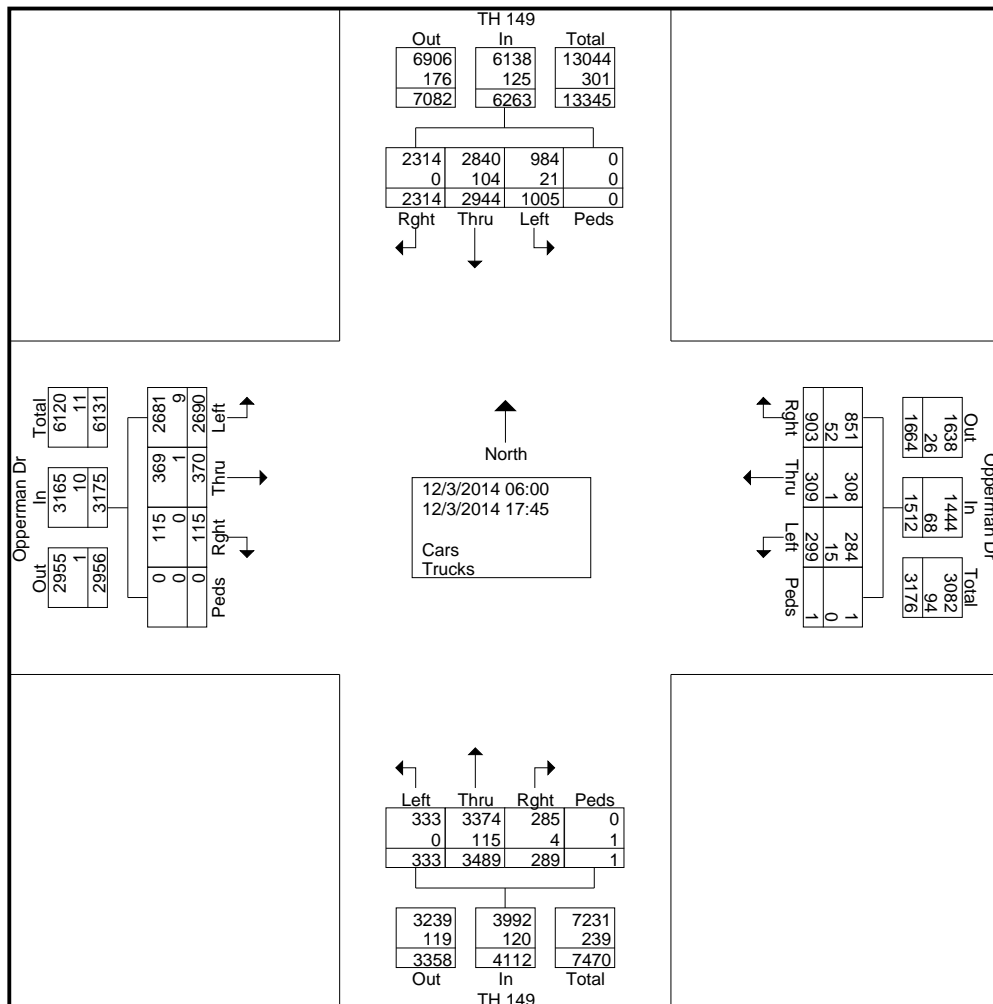 TH 149
Out In Total
6906 6138 13044
176 125 301
7082 6263 13345
2314 2840 984 0
0 104 21 0
2314 2944 1005 0
Rght Thru Left Peds
Opperman Dr
Total In Out
6120 3165 2955
11 10 1
6131 3175 2956
2681 369 115 0
9 1 0 0
2690 370 115 0
Left Thru Rght Peds
North
12/3/2014 06:00
12/3/2014 17:45
Cars
Trucks
Rght Thru Left Peds
851 308 284 1
52 1 15 0
903 309 299 1
Opperman Dr
Out In Total
1638 1444 3082
26 68 94
1664 1512 3176
Left Thru Rght Peds
333 3374 285 0
0 115 4 1
333 3489 289 1
3239 3992 7231
119 120 239
3358 4112 7470
Out In Total
TH 149